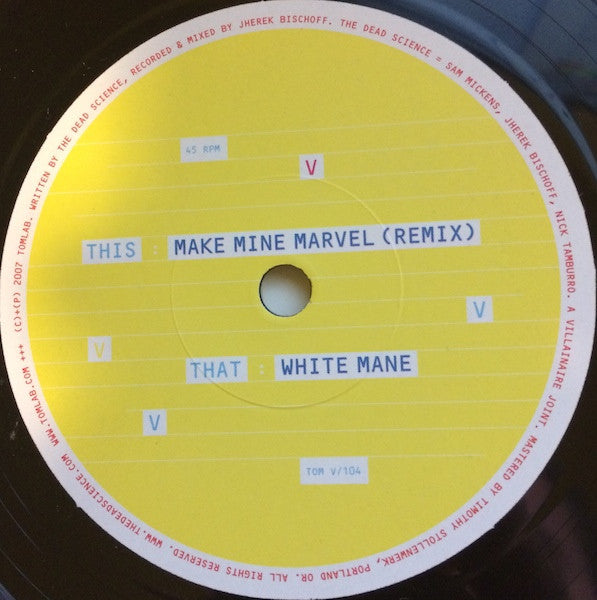 45 RPM
V
THIS : MAKE MINE MARVEL (REMIX)
V
V
THAT : WHITE MANE
V
TOM V/104
(C)+(P) 2007 TOMLAB. WRITTEN BY THE DEAD SCIENCE, RECORDED & MIXED BY JHEREK BISCHOFF. THE DEAD SCIENCE = SAM MICKENS, JHEREK BISCHOFF, NICK TAMBURRO. A VILLAINAIRE JOINT. MASTERED BY TIMOTHY STOLLENWERK, PORTLAND OR. ALL RIGHTS RESERVED. WWW.THEDEADSCIENCE.COM WWW.TOMLAB.COM +++